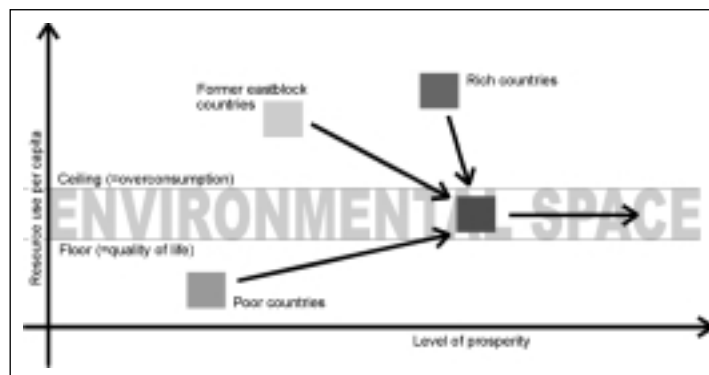 Resource use per capita
Former eastblock
countries
Rich countries
Ceiling (=overconsumption)
ENVIRONMENTAL SPACE
Floor (=quality of life)
Poor countries
Level of prosperity